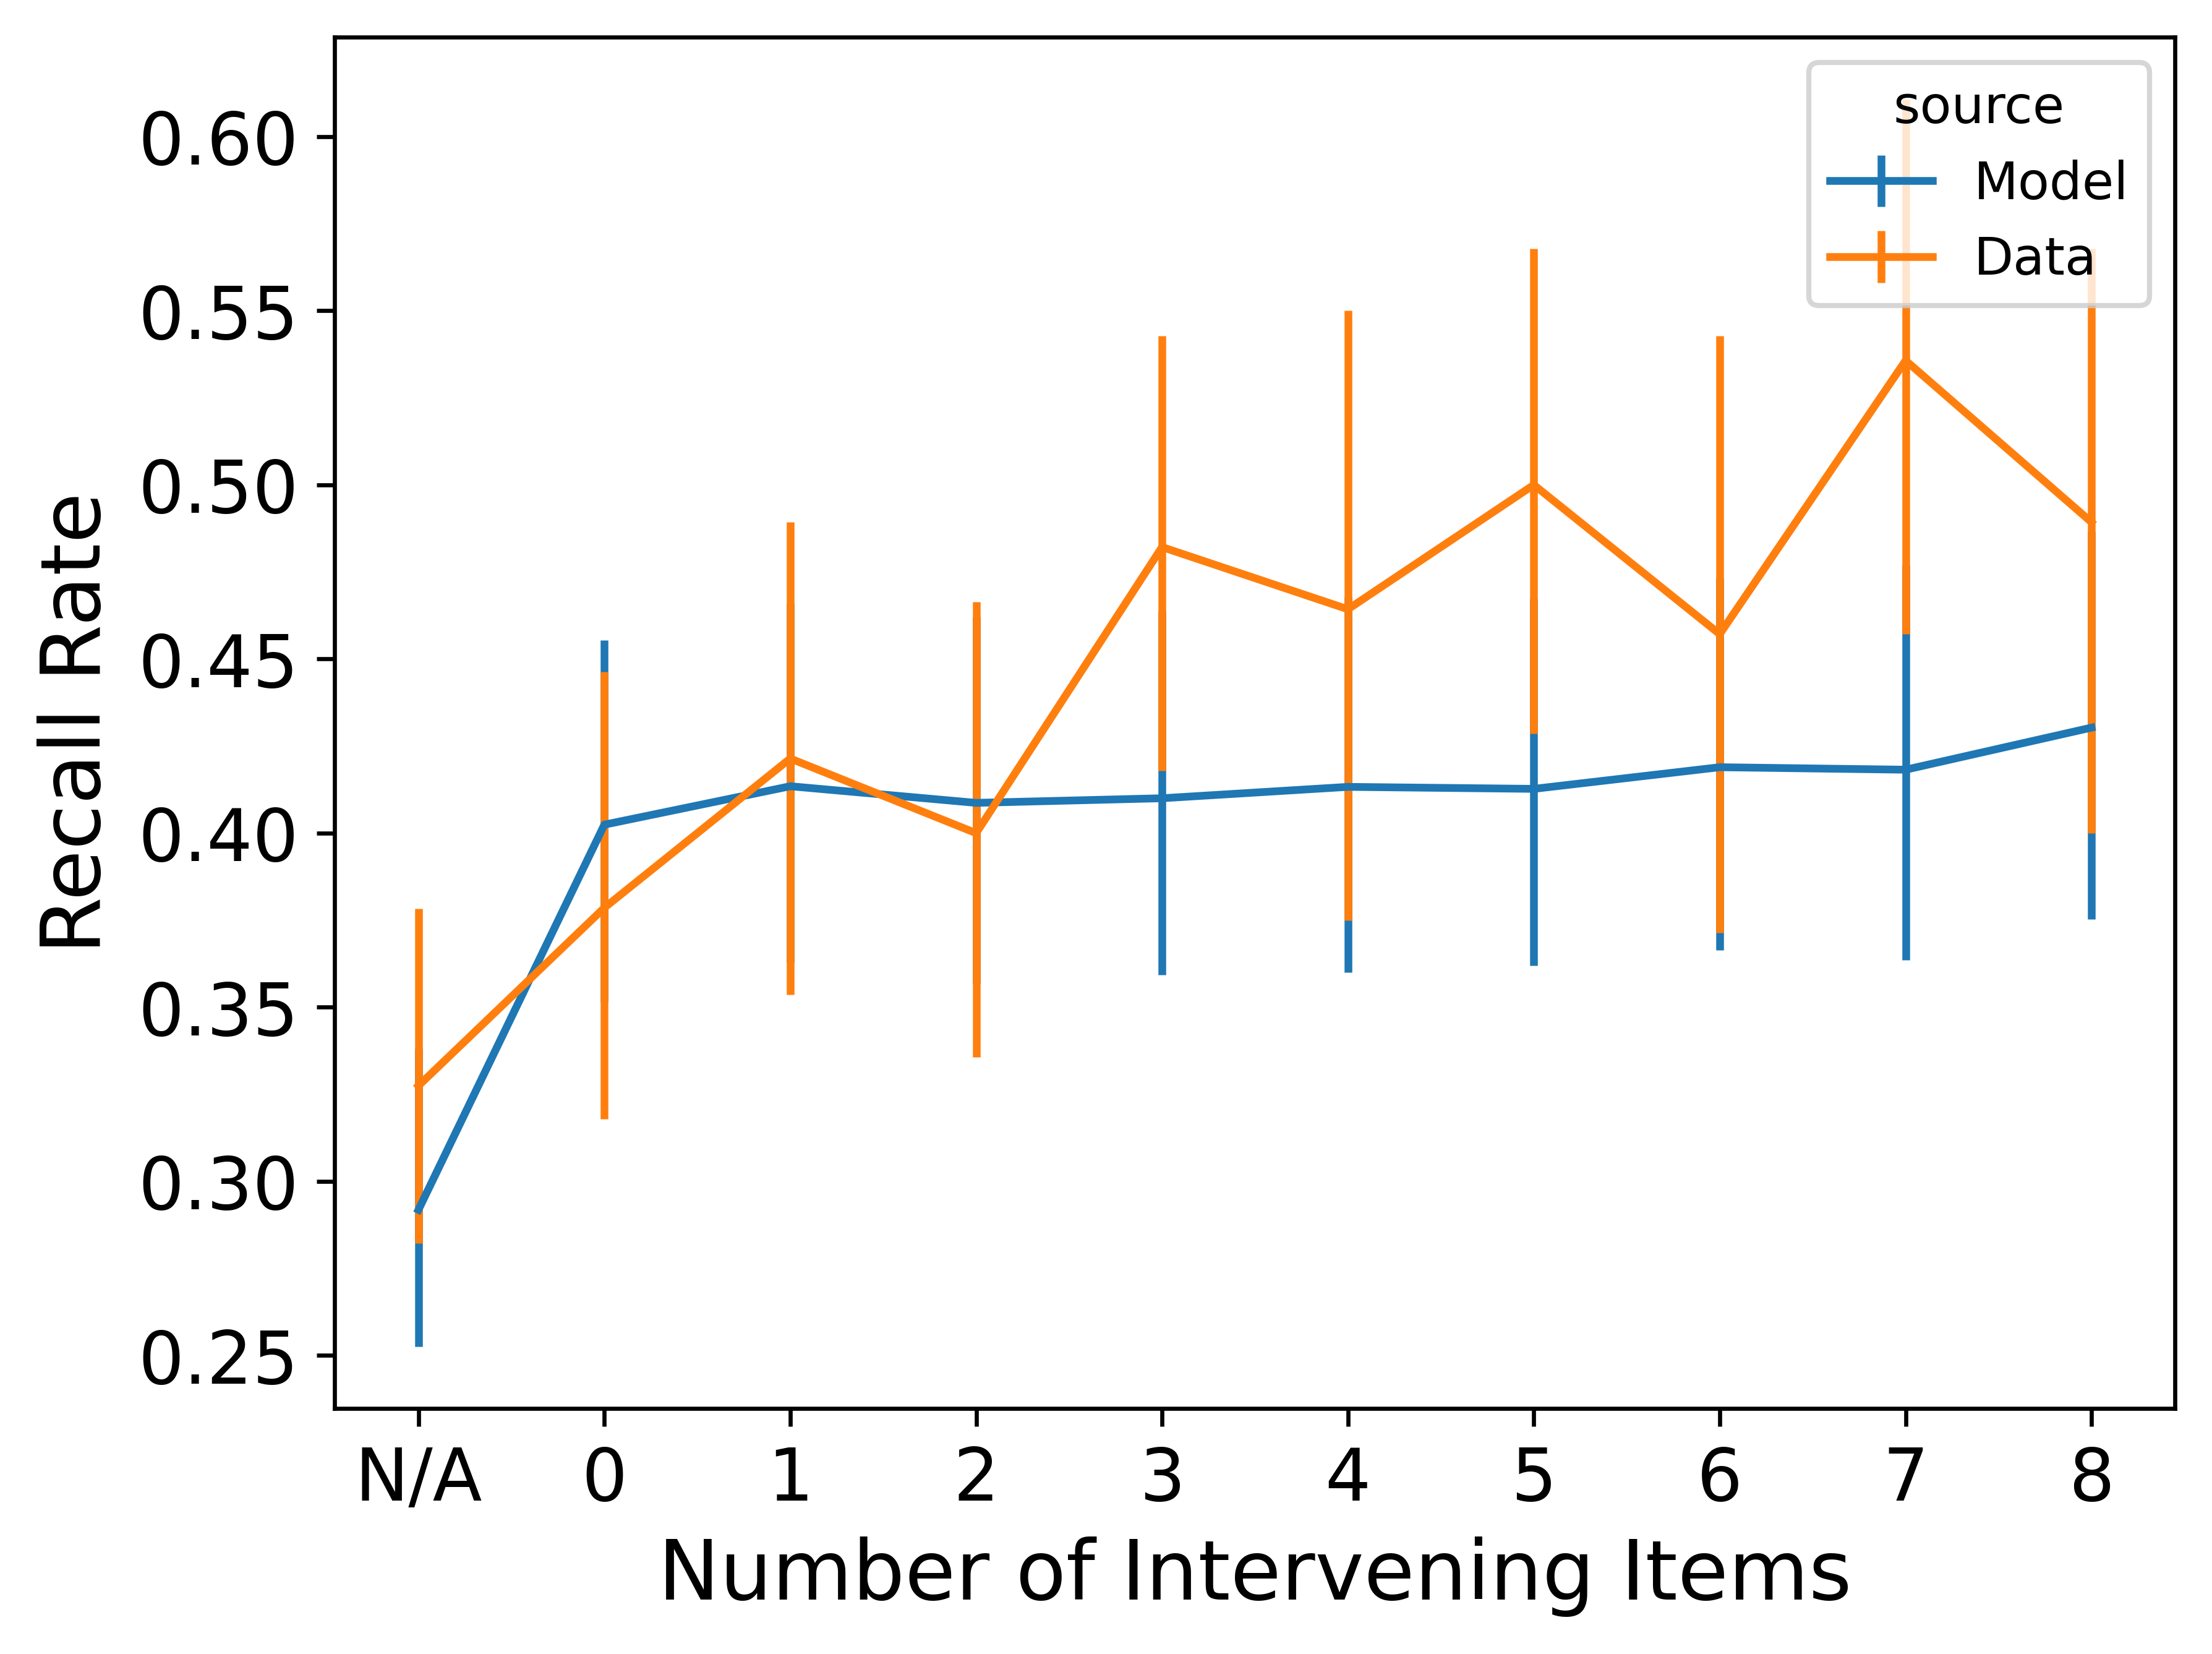 source
Model
Data
0.60
0.55
0.50
0.45
0.40
0.35
0.30
0.25
Recall Rate
N/A 0 1 2 3 4 5 6 7 8
Number of Intervening Items